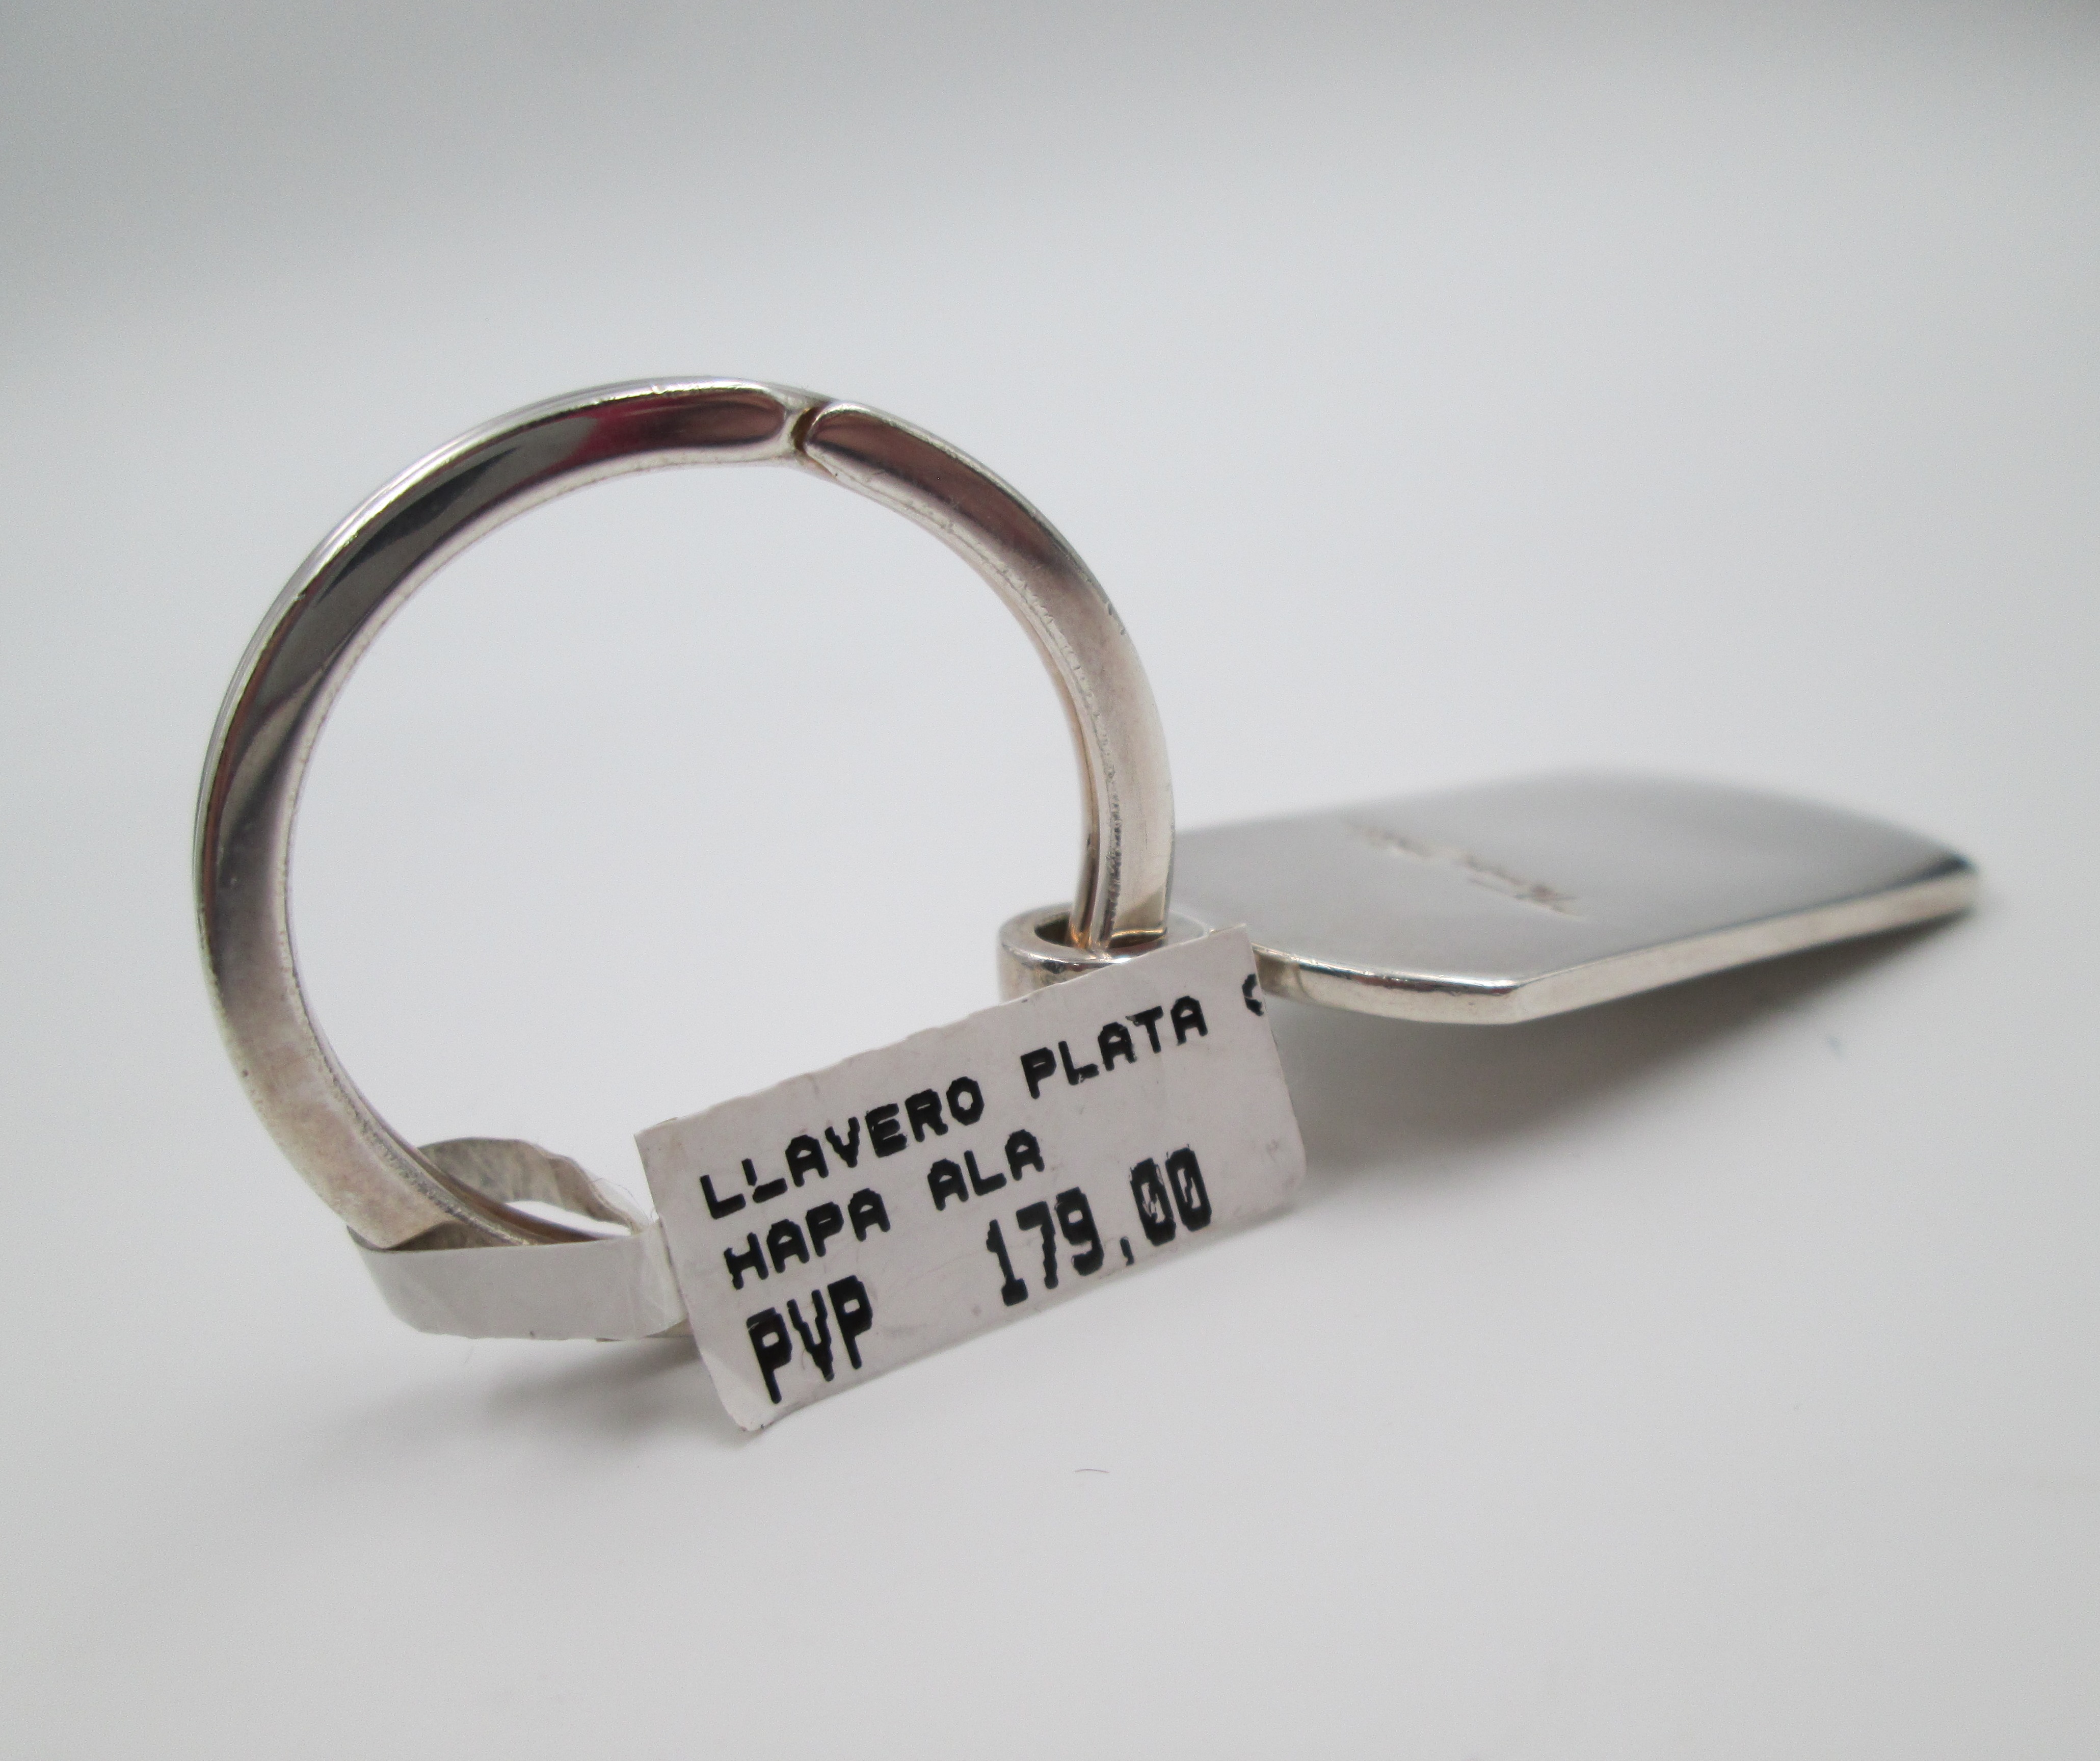 LLAVERO PLATA
HAPA ALA
PVP 179,00